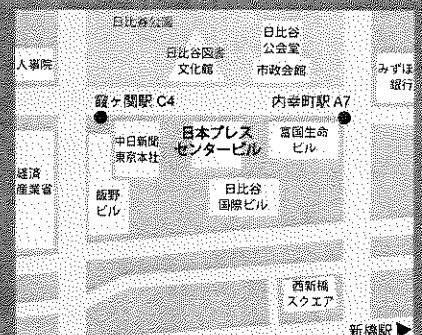 日比谷公園
日比谷図書
文化館
日比谷
公会堂
市政会館
人事院
みずほ
銀行
霞ヶ関駅 C4
内幸町駅 A7
中日新聞
東京本社
日本プレス
センタービル
富国生命
ビル
経済
産業省
飯野
ビル
日比谷
国際ビル
西新橋
スクエア
新橋駅▶